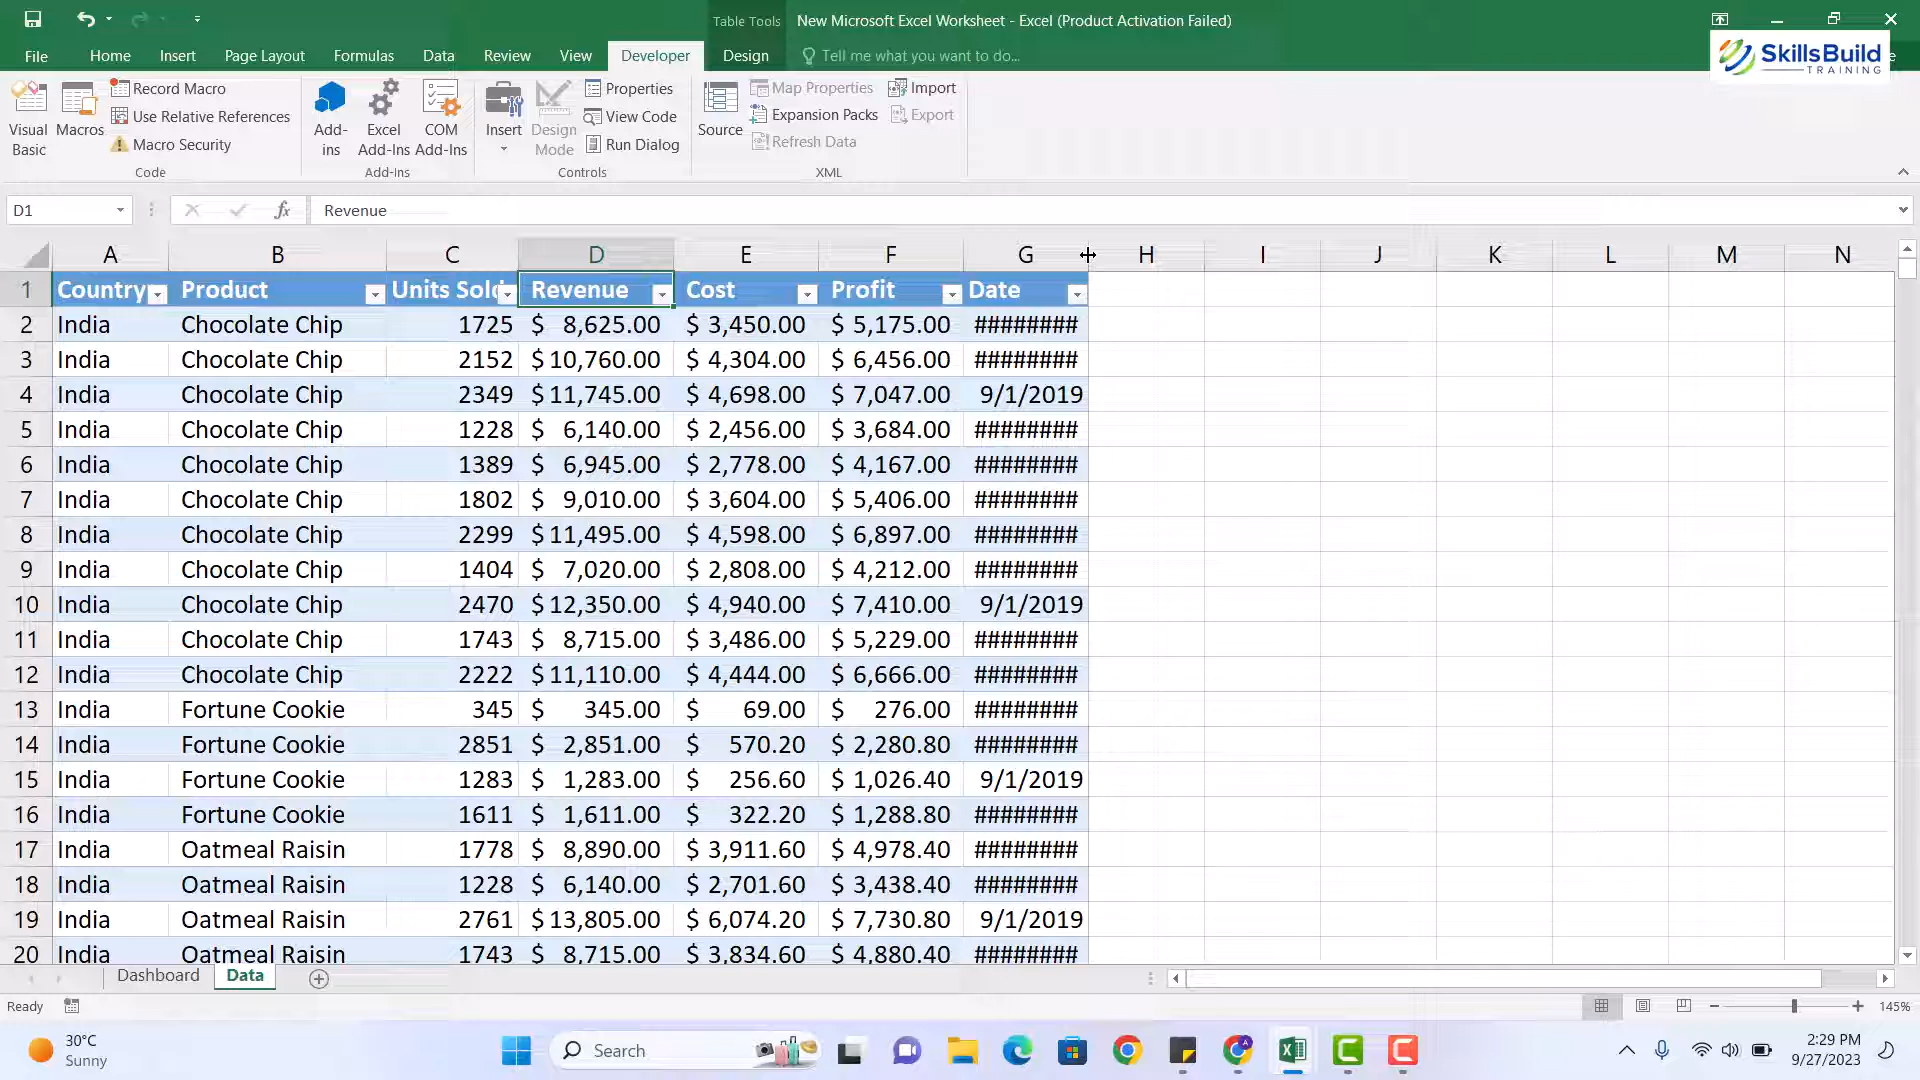 Table Tools New Microsoft Excel Worksheet - Excel (Product Activation Failed)
File Home Insert Page Layout Formulas Data Review View Developer Design Tell me what you want to do...
SkillsBuild
TRAINING
Visual Basic
Macros
Record Macro
Use Relative References
Macro Security
Code
Add-ins
Excel Add-Ins
COM Add-Ins
Add-Ins
Insert
Design Mode
Properties
View Code
Run Dialog
Controls
Source
Map Properties
Expansion Packs
Refresh Data
Import
Export
XML
D1 fx Revenue
A B C D E F G H I J K L M N
1 Country Product Units Sold Revenue Cost Profit Date
2 India Chocolate Chip 1725 $ 8,625.00 $ 3,450.00 $ 5,175.00 ########
3 India Chocolate Chip 2152 $ 10,760.00 $ 4,304.00 $ 6,456.00 ########
4 India Chocolate Chip 2349 $ 11,745.00 $ 4,698.00 $ 7,047.00 9/1/2019
5 India Chocolate Chip 1228 $ 6,140.00 $ 2,456.00 $ 3,684.00 ########
6 India Chocolate Chip 1389 $ 6,945.00 $ 2,778.00 $ 4,167.00 ########
7 India Chocolate Chip 1802 $ 9,010.00 $ 3,604.00 $ 5,406.00 ########
8 India Chocolate Chip 2299 $ 11,495.00 $ 4,598.00 $ 6,897.00 ########
9 India Chocolate Chip 1404 $ 7,020.00 $ 2,808.00 $ 4,212.00 ########
10 India Chocolate Chip 2470 $ 12,350.00 $ 4,940.00 $ 7,410.00 9/1/2019
11 India Chocolate Chip 1743 $ 8,715.00 $ 3,486.00 $ 5,229.00 ########
12 India Chocolate Chip 2222 $ 11,110.00 $ 4,444.00 $ 6,666.00 ########
13 India Fortune Cookie 345 $ 345.00 $ 69.00 $ 276.00 ########
14 India Fortune Cookie 2851 $ 2,851.00 $ 570.20 $ 2,280.80 ########
15 India Fortune Cookie 1283 $ 1,283.00 $ 256.60 $ 1,026.40 9/1/2019
16 India Fortune Cookie 1611 $ 1,611.00 $ 322.20 $ 1,288.80 ########
17 India Oatmeal Raisin 1778 $ 8,890.00 $ 3,911.60 $ 4,978.40 ########
18 India Oatmeal Raisin 1228 $ 6,140.00 $ 2,701.60 $ 3,438.40 ########
19 India Oatmeal Raisin 2761 $ 13,805.00 $ 6,074.20 $ 7,730.80 9/1/2019
20 India Oatmeal Raisin 1743 $ 8,715.00 $ 3,834.60 $ 4,880.40 ########
Dashboard Data
Ready 145%
30°C
Sunny
Search
2:29 PM
9/27/2023